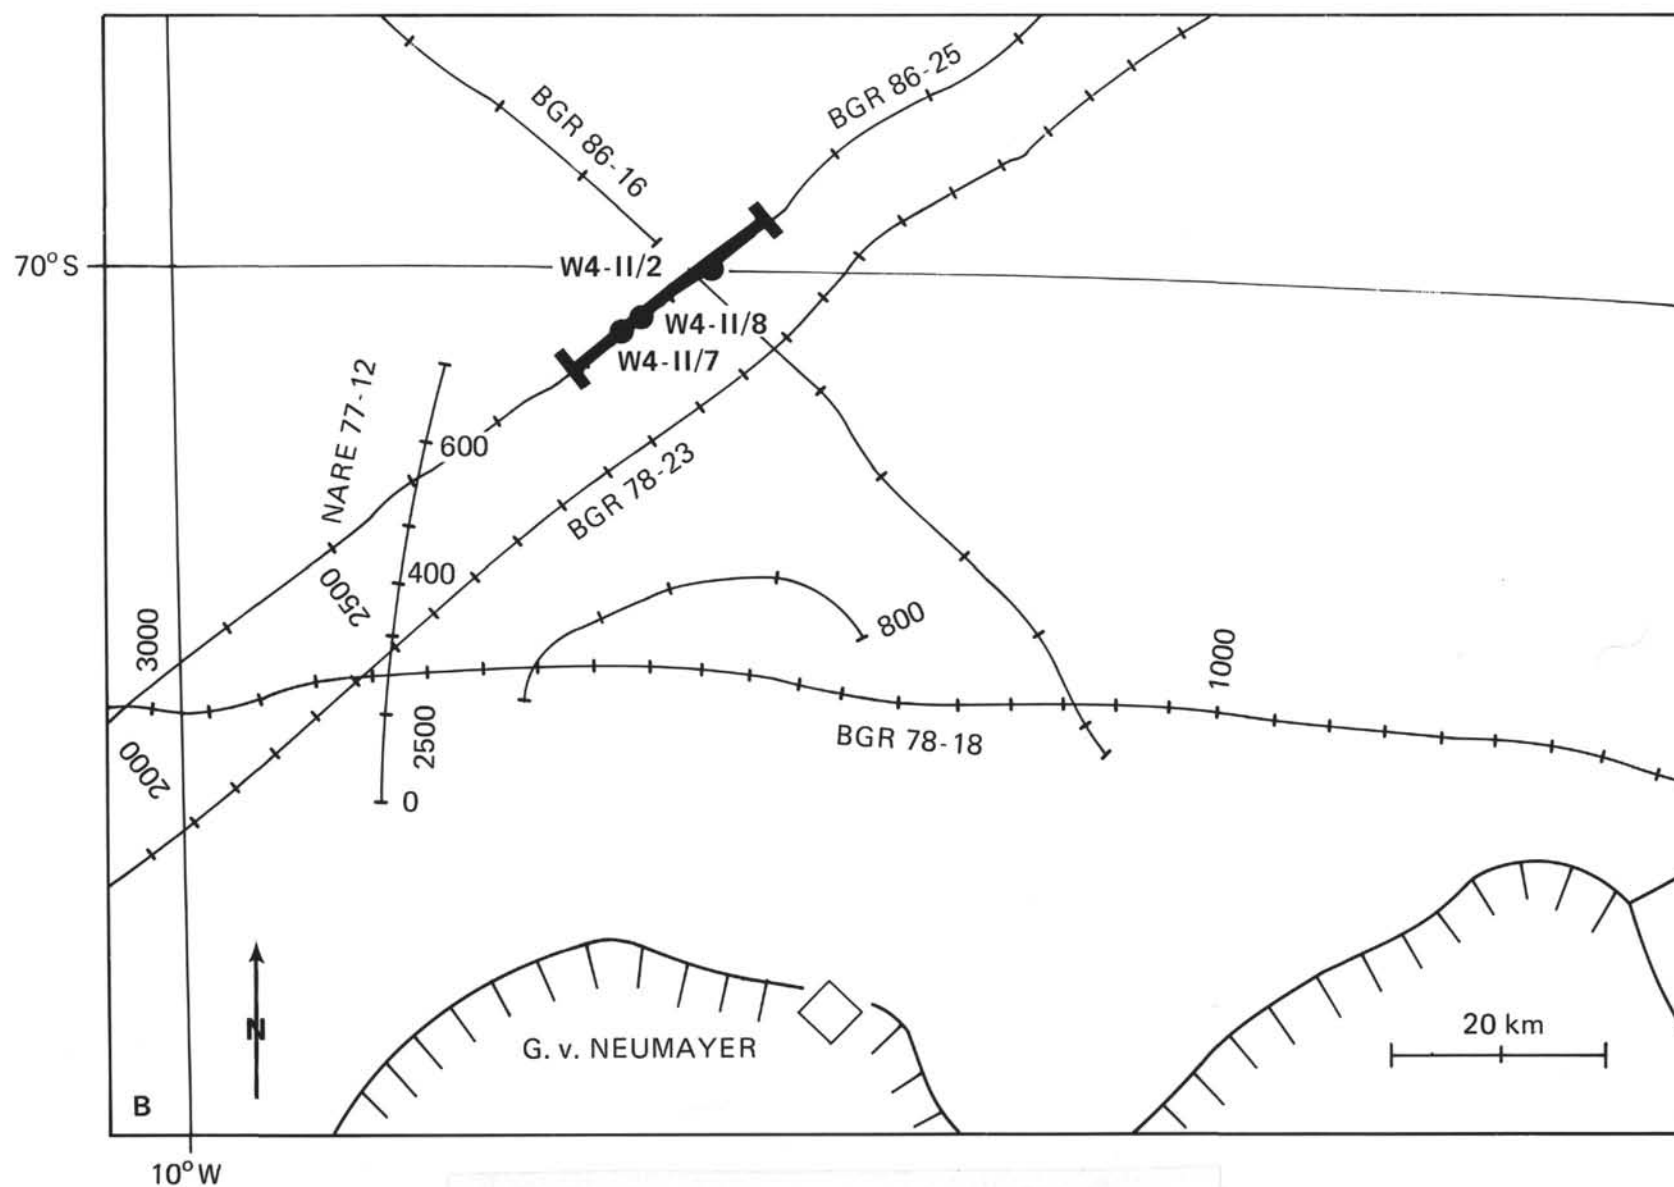 BGR 86-16
BGR 86-25
70°S
W4-II/2
W4-II/8
W4-II/7
NARE 77-12
600
BGR 78-23
2500
400
3000
800
1000
2000
2500
BGR 78-18
0
N
G. v. NEUMAYER
20 km
B
10°W